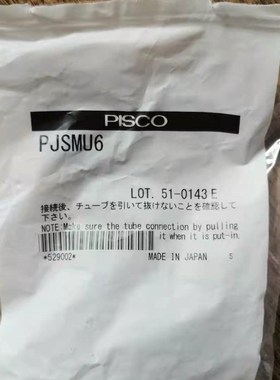 PISCO
PJSMU6
LOT. 51-0143 E
接続後、チューブを引いて抜けないことを確認して
下さい。
NOTE:Make sure the tube connection by pulling
it when it is put-in.
*529002*
MADE IN JAPAN 5